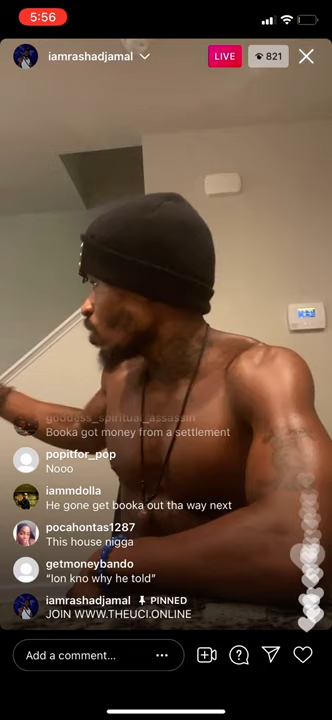 5:56
iamrashadjamal
LIVE
821
goddess_spiritual_assassin
Booka got money from a settlement
popitfor_pop
Nooo
iammdolla
He gone get booka out tha way next
pocahontas1287
This house nigga
getmoneybando
“Ion kno why he told”
iamrashadjamal PINNED
JOIN WWW.THEUCI.ONLINE
Add a comment...